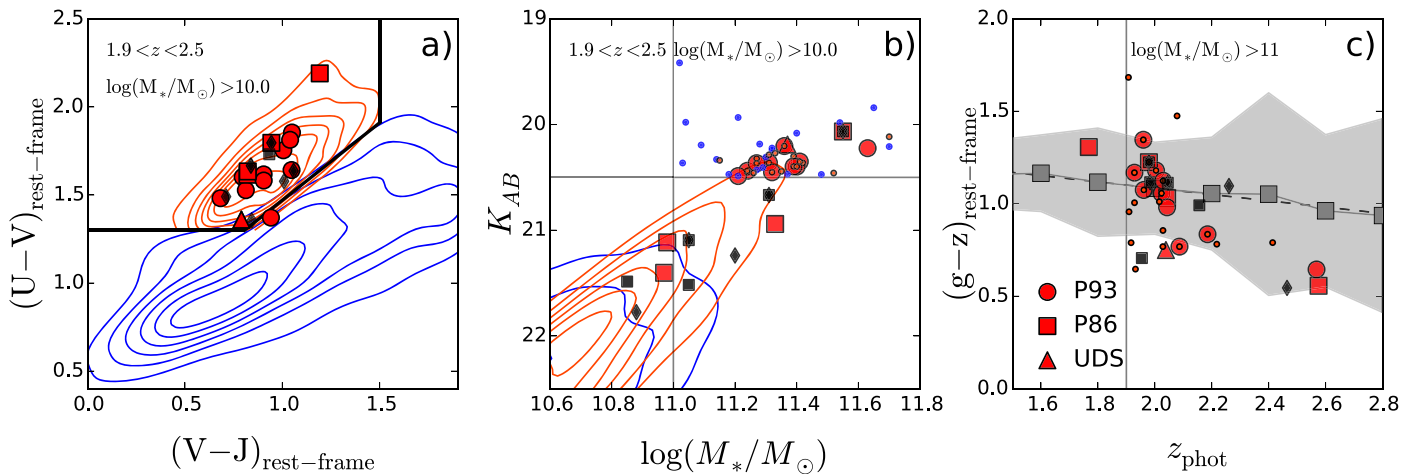 a)
1.9 < z < 2.5
log(M*/M⊙) > 10.0
(U−V)rest−frame
2.5
2.0
1.5
1.0
0.5
0.0 0.5 1.0 1.5
(V−J)rest−frame
b)
1.9 < z < 2.5 log(M*/M⊙) > 10.0
K_AB
19
20
21
22
10.6 10.8 11.0 11.2 11.4 11.6 11.8
log(M*/M⊙)
c)
log(M*/M⊙) > 11
(g−z)rest−frame
2.0
1.5
1.0
0.5
0.0
P93
P86
UDS
1.6 1.8 2.0 2.2 2.4 2.6 2.8
z_phot